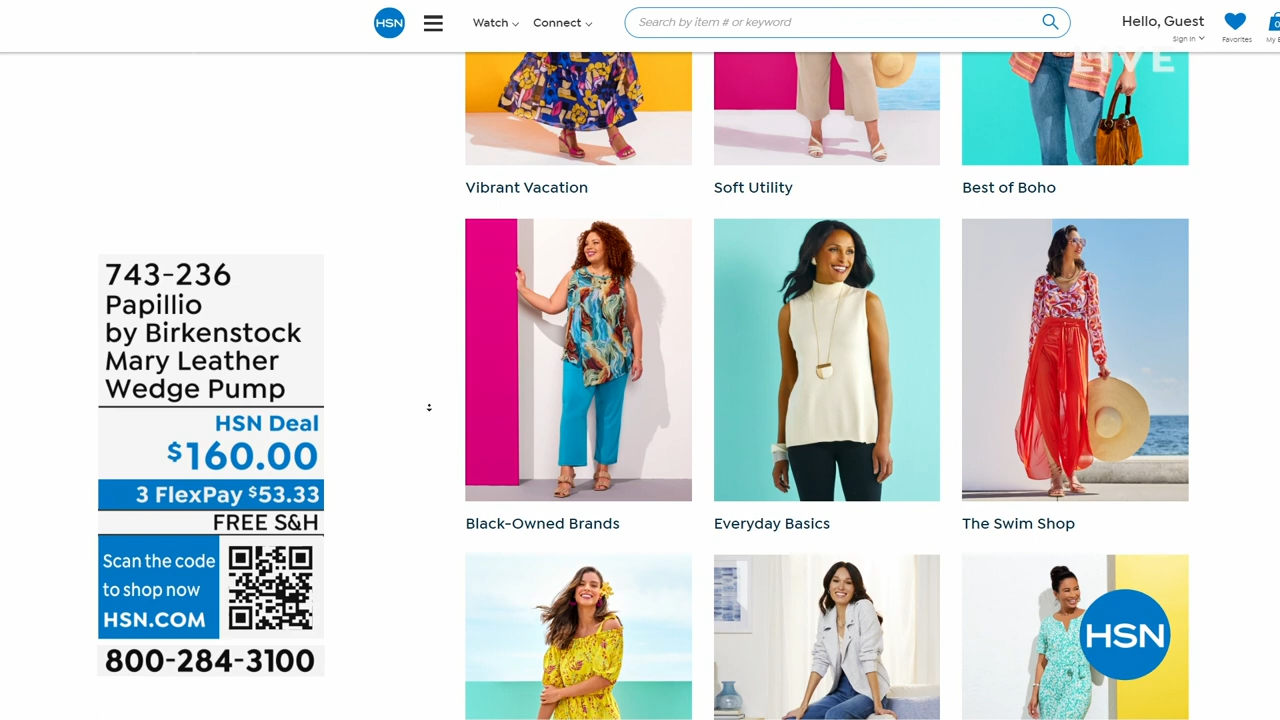 HSN
Watch
Connect
Search by item # or keyword
Hello, Guest
Sign In
Favorites
0
LIVE
Vibrant Vacation
Soft Utility
Best of Boho
743-236
Papillio
by Birkenstock
Mary Leather
Wedge Pump
HSN Deal
$160.00
3 FlexPay $53.33
FREE S&H
Scan the code
to shop now
HSN.COM
800-284-3100
Black-Owned Brands
Everyday Basics
The Swim Shop
HSN